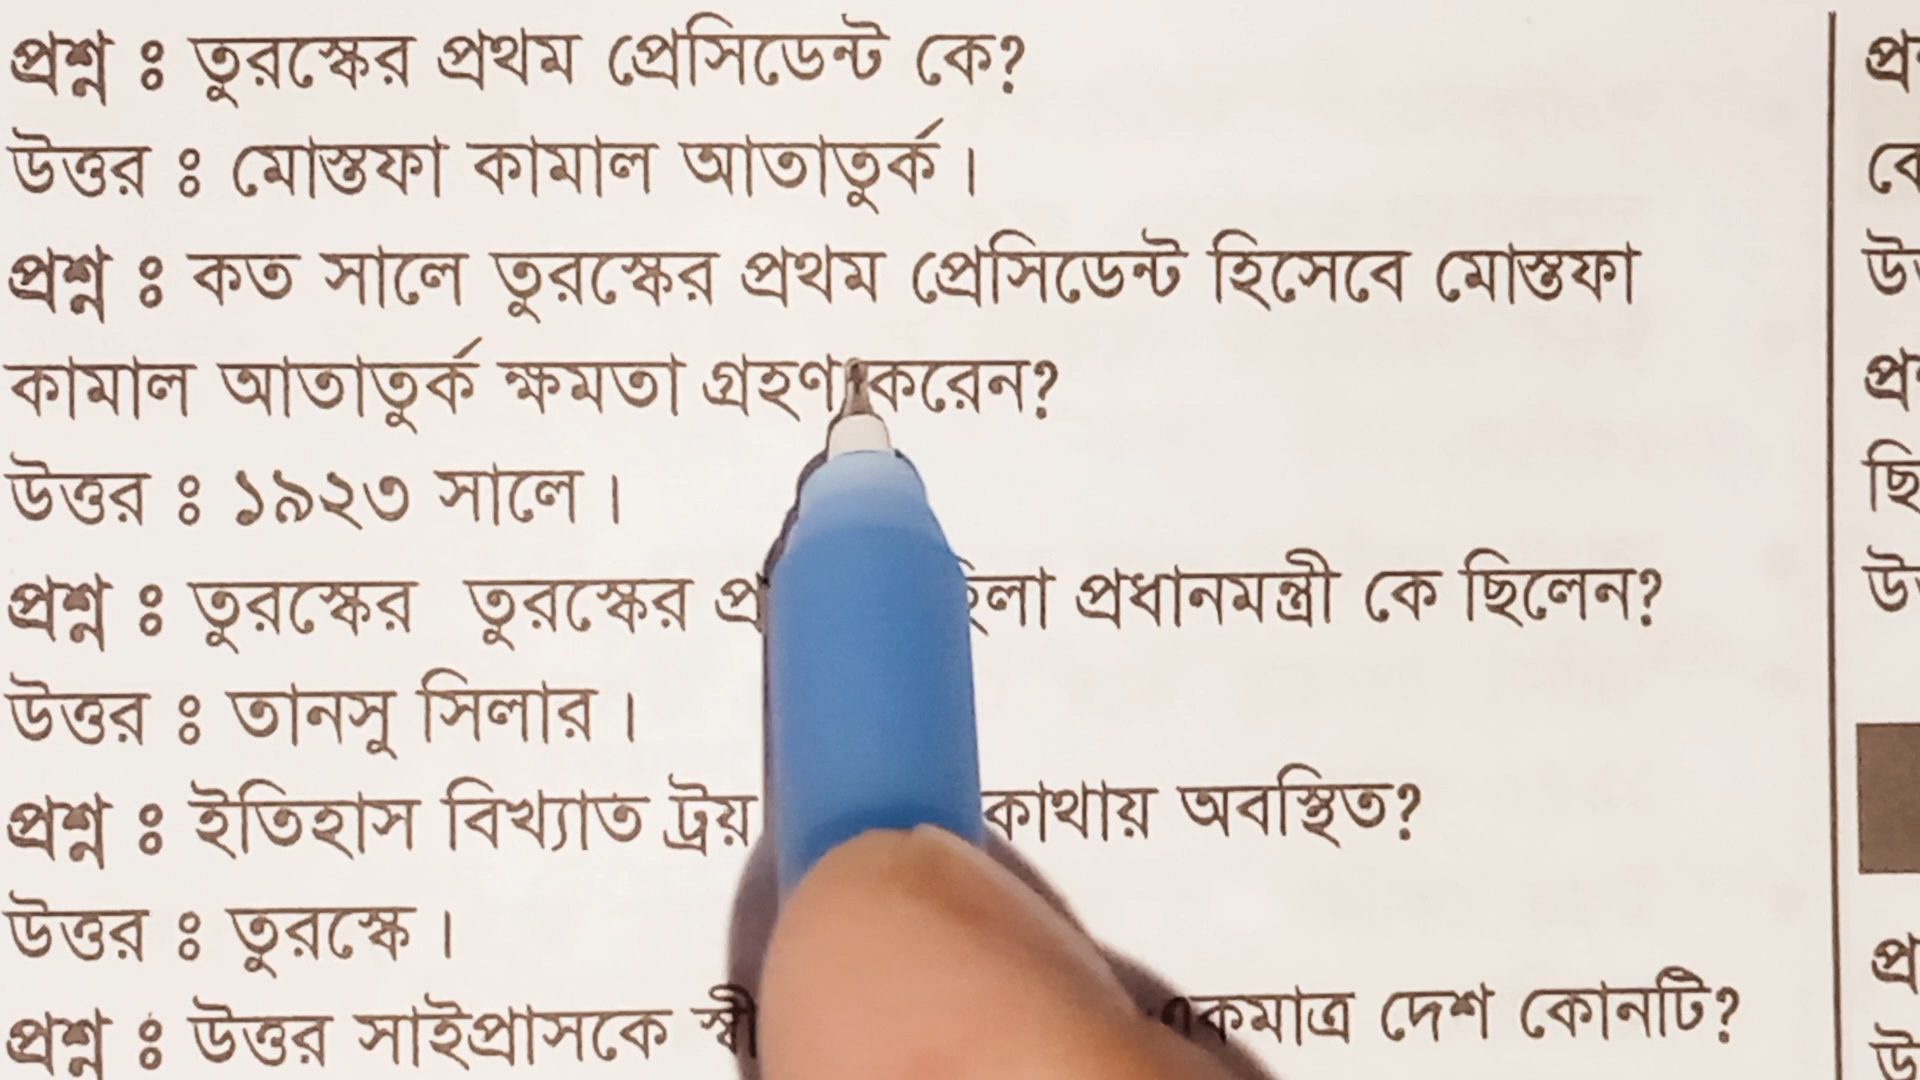 প্রশ্ন ঃ তুরস্কের প্রথম প্রেসিডেন্ট কে?
উত্তর ঃ মোস্তফা কামাল আতাতুর্ক।
প্রশ্ন ঃ কত সালে তুরস্কের প্রথম প্রেসিডেন্ট হিসেবে মোস্তফা
কামাল আতাতুর্ক ক্ষমতা গ্রহণ করেন?
উত্তর ঃ ১৯২৩ সালে।
প্রশ্ন ঃ তুরস্কের তুরস্কের প্রধানমন্ত্রী কে ছিলেন?
উত্তর ঃ তানসু সিলার।
প্রশ্ন ঃ ইতিহাস বিখ্যাত ট্রয় অবস্থিত?
উত্তর ঃ তুরস্কে।
প্রশ্ন ঃ উত্তর সাইপ্রাসকে দেশ কোনটি?